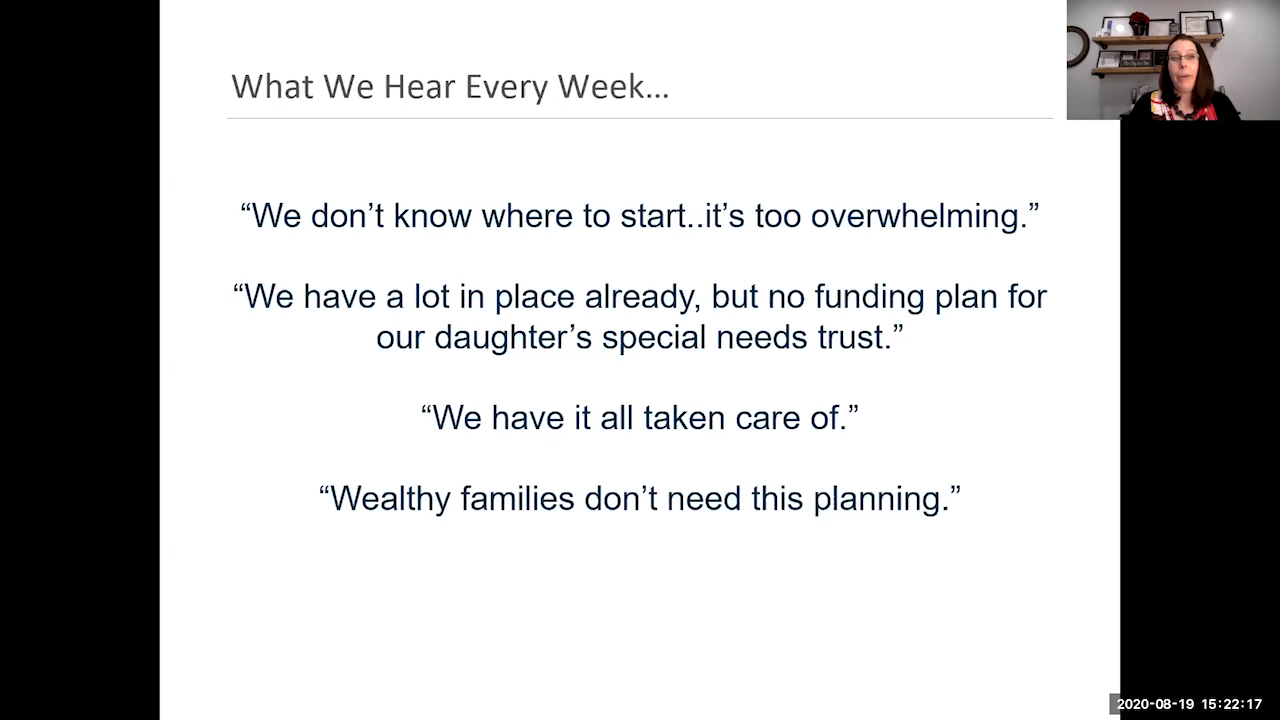 What We Hear Every Week...
“We don’t know where to start..it’s too overwhelming.”
“We have a lot in place already, but no funding plan for
our daughter’s special needs trust.”
“We have it all taken care of.”
“Wealthy families don’t need this planning.”
2020-08-19 15:22:17